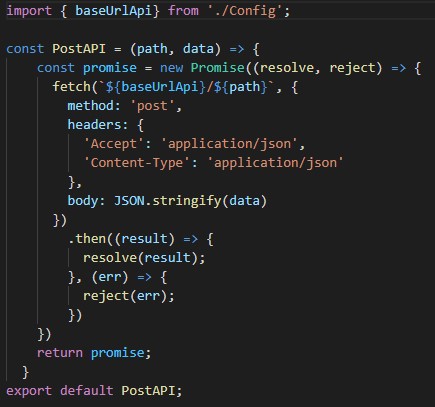 import { baseUrlApi} from './Config';
const PostAPI = (path, data) => {
const promise = new Promise((resolve, reject) => {
fetch(`${baseUrlApi}/${path}`, {
method: 'post',
headers: {
'Accept': 'application/json',
'Content-Type': 'application/json'
},
body: JSON.stringify(data)
})
.then((result) => {
resolve(result);
}, (err) => {
reject(err);
})
})
return promise;
}
export default PostAPI;